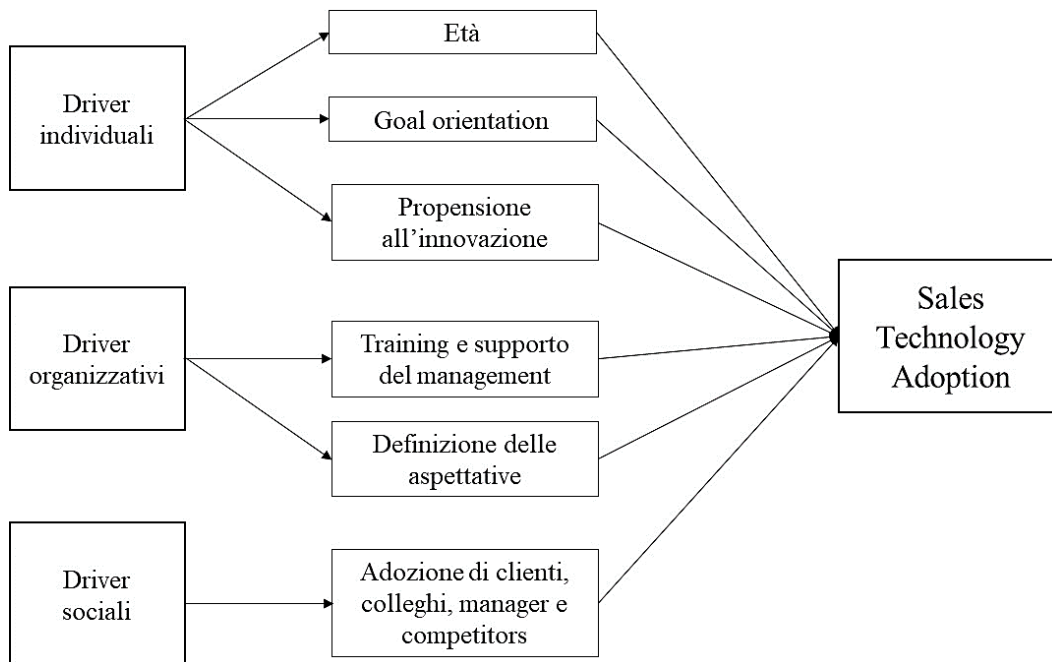 Driver
individuali
Età
Goal orientation
Propensione
all’innovazione
Driver
organizzativi
Training e supporto
del management
Definizione delle
aspettative
Driver
sociali
Adozione di clienti,
colleghi, manager e
competitors
Sales
Technology
Adoption